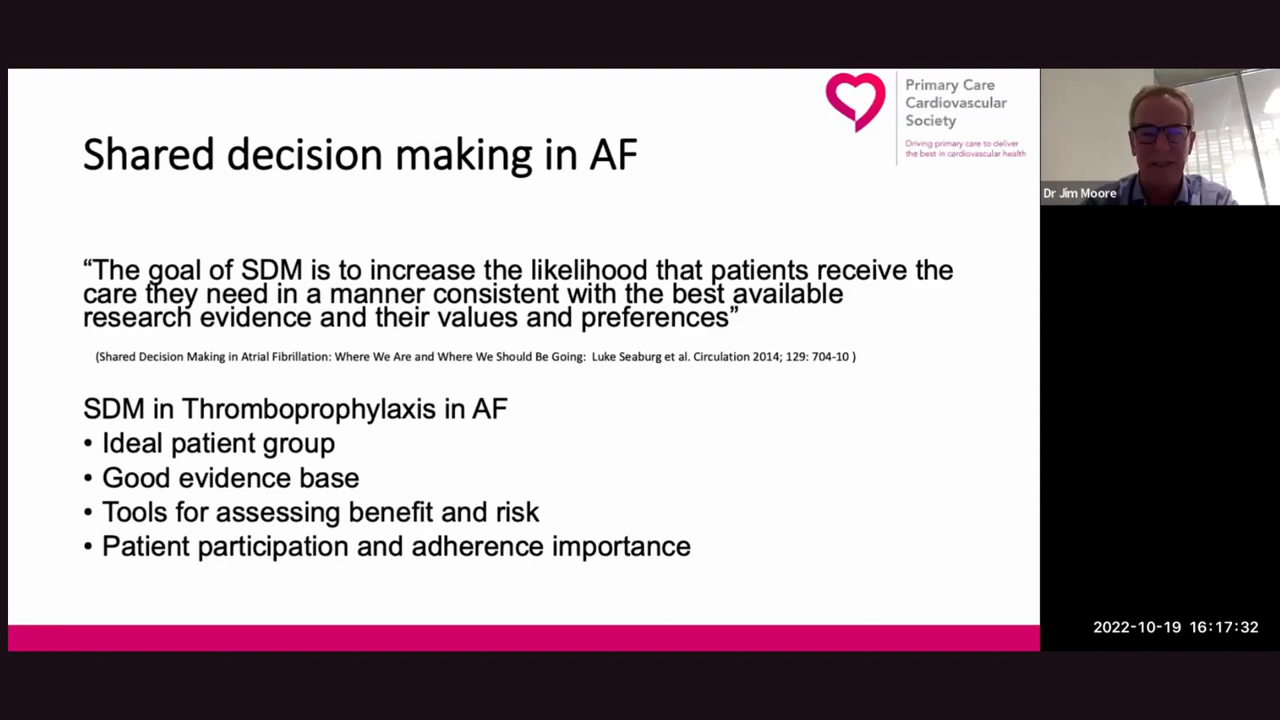 Primary Care
Cardiovascular
Society
Driving primary care to deliver
the best in cardiovascular health
Shared decision making in AF
Dr Jim Moore
“The goal of SDM is to increase the likelihood that patients receive the
care they need in a manner consistent with the best available
research evidence and their values and preferences”
(Shared Decision Making in Atrial Fibrillation: Where We Are and Where We Should Be Going: Luke Seaburg et al. Circulation 2014; 129: 704-10 )
SDM in Thromboprophylaxis in AF
• Ideal patient group
• Good evidence base
• Tools for assessing benefit and risk
• Patient participation and adherence importance
2022-10-19 16:17:32